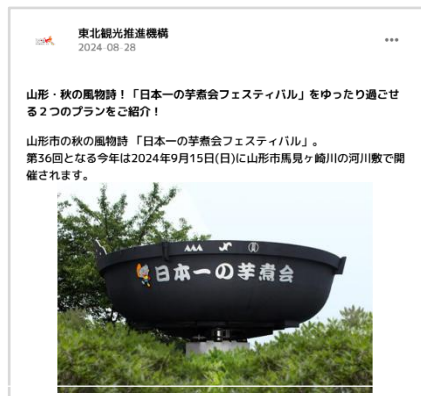 東北観光推進機構
2024-08-28
山形・秋の風物詩！「日本一の芋煮会フェスティバル」をゆったり過ごせ
る２つのプランをご紹介！
山形市の秋の風物詩 「日本一の芋煮会フェスティバル」。
第36回となる今年は2024年9月15日(日)に山形市馬見ヶ崎川の河川敷で開
催されます。
日本一の芋煮会